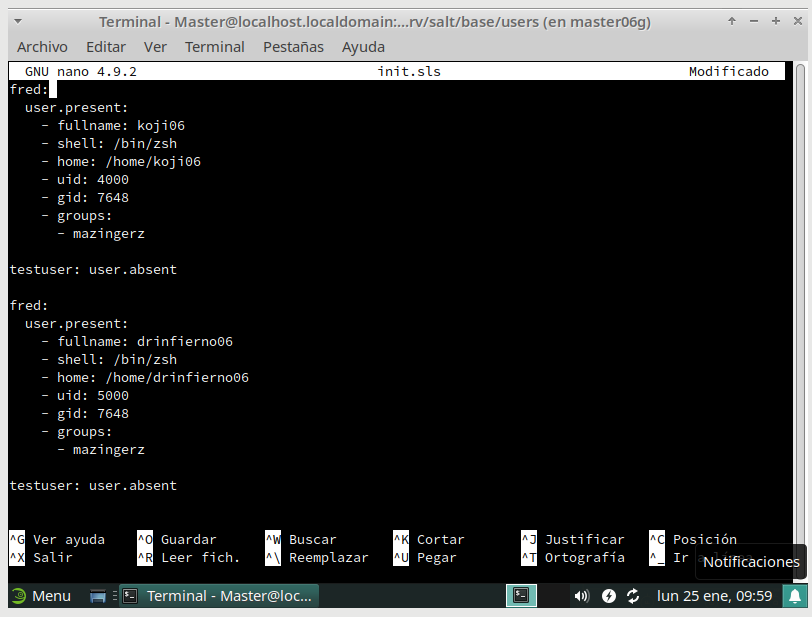 Terminal - Master@localhost.localdomain:...rv/salt/base/users (en master06g)
Archivo Editar Ver Terminal Pestañas Ayuda
GNU nano 4.9.2 init.sls Modificado
fred:
user.present:
- fullname: koji06
- shell: /bin/zsh
- home: /home/koji06
- uid: 4000
- gid: 7648
- groups:
- mazingerz
testuser: user.absent
fred:
user.present:
- fullname: drinfierno06
- shell: /bin/zsh
- home: /home/drinfierno06
- uid: 5000
- gid: 7648
- groups:
- mazingerz
testuser: user.absent
^G Ver ayuda ^O Guardar ^W Buscar ^K Cortar ^J Justificar ^C Posición
^X Salir ^R Leer fich. ^\ Reemplazar ^U Pegar ^T Ortografía ^_ Ir
Notificaciones
Menu Terminal - Master@loc... lun 25 ene, 09:59